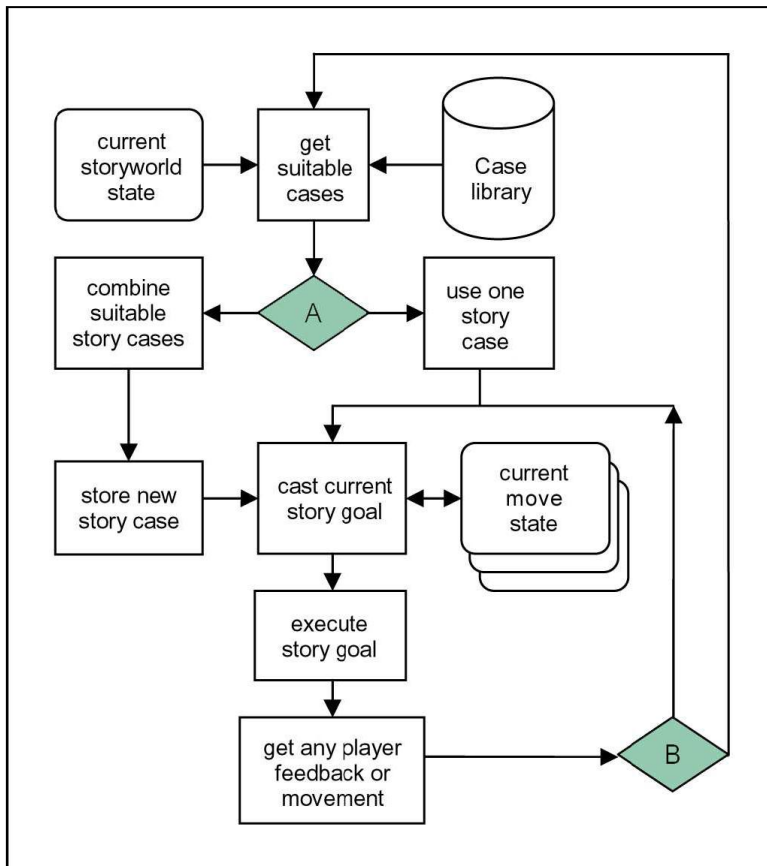 current
storyworld
state
get
suitable
cases
Case
library
combine
suitable
story cases
A
use one
story
case
store new
story case
cast current
story goal
current
move
state
execute
story goal
get any player
feedback or
movement
B